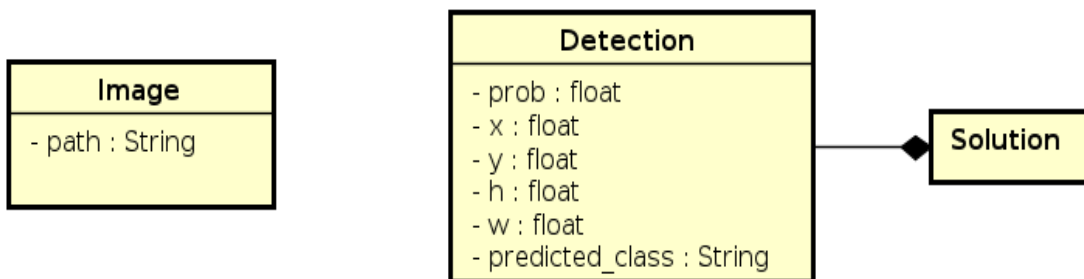 Image
- path : String
Detection
- prob : float
- x : float
- y : float
- h : float
- w : float
- predicted_class : String
Solution